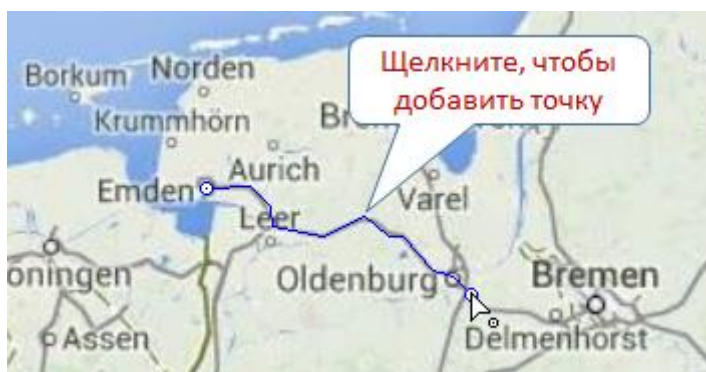 Щелкните, чтобы
добавить точку
Borkum
Norden
Krummhörn
Aurich
Emden
Varel
Leer
oningen
Oldenburg
Bremen
Assen
Delmenhorst